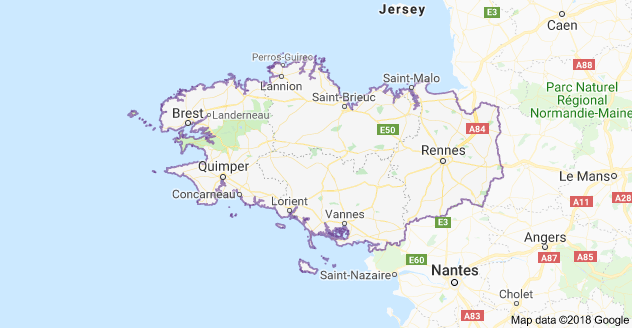 Jersey
E3
Caen
A88
Perros-Guirec
Lannion
Saint-Malo
Saint-Brieuc
Parc Naturel
Régional
Normandie-Maine
Brest
Landerneau
E50
A84
Rennes
Quimper
Le Mans
Concarneau
Lorient
A11
A28
Vannes
E3
Angers
E60
A87
A85
Saint-Nazaire
Nantes
Cholet
A83
Map data ©2018 Google